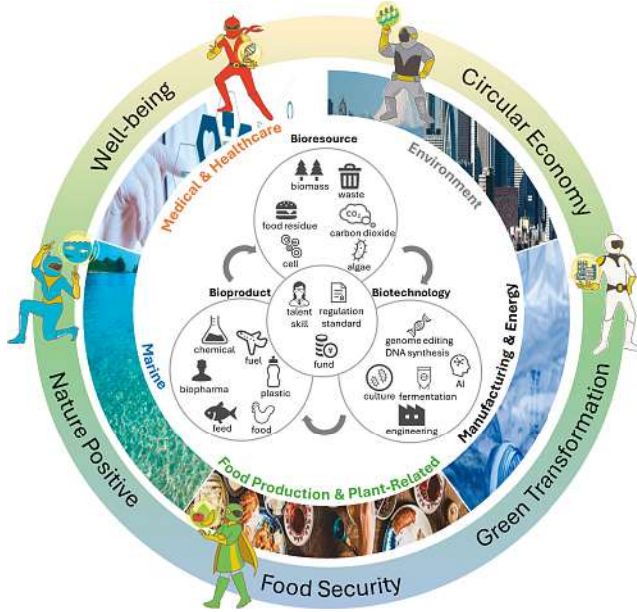 Well-being
Circular Economy
Medical & Healthcare
Environment
Bioresource
biomass
waste
food residue
CO₂
carbon dioxide
cell
algae
Bioproduct
Biotechnology
talent
skill
regulation
standard
fund
chemical
fuel
biopharma
plastic
feed
food
genome editing
DNA synthesis
AI
culture
fermentation
engineering
Marine
Manufacturing & Energy
Nature Positive
Green Transformation
Food Production & Plant-Related
Food Security